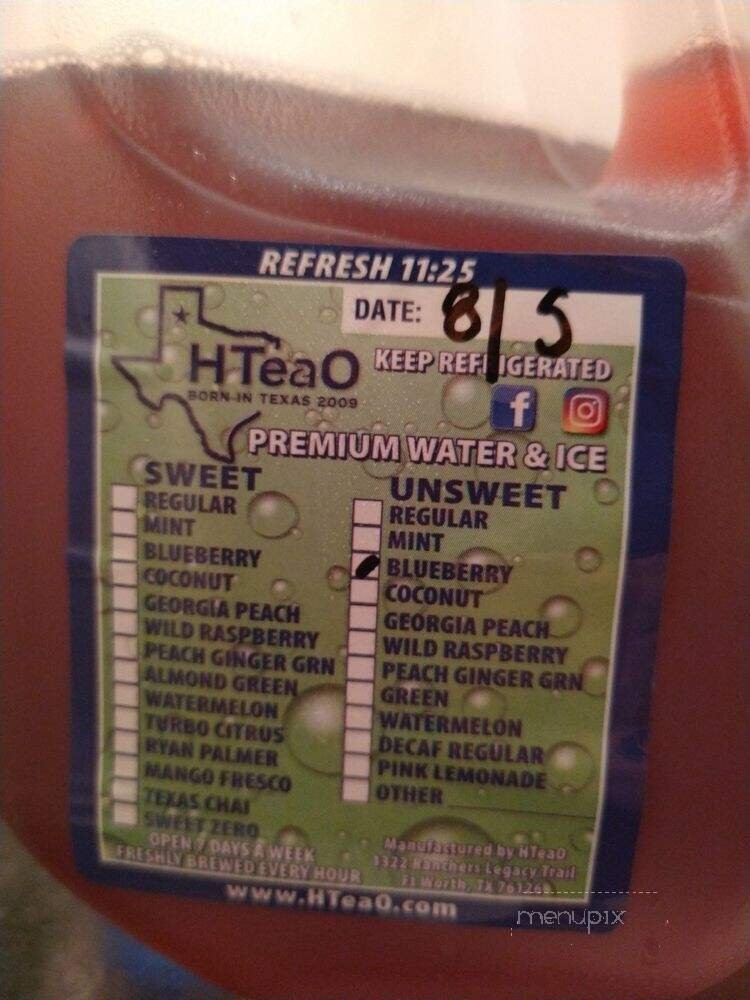 REFRESH 11:25
DATE: 8/5
HTeaO
BORN IN TEXAS 2009
KEEP REFRIGERATED
f
PREMIUM WATER & ICE
SWEET
REGULAR
MINT
BLUEBERRY
COCONUT
GEORGIA PEACH
WILD RASPBERRY
PEACH GINGER GRN
ALMOND GREEN
WATERMELON
TURBO CITRUS
RYAN PALMER
MANGO FRESCO
TEXAS CHAI
SWEET ZERO
UNSWEET
REGULAR
MINT
BLUEBERRY
COCONUT
GEORGIA PEACH
WILD RASPBERRY
PEACH GINGER GRN
GREEN
WATERMELON
DECAF REGULAR
PINK LEMONADE
OTHER
OPEN 7 DAYS A WEEK
FRESHLY BREWED EVERY HOUR
Manufactured by HTeaO
1322 Ranchers Legacy Trail
Ft Worth, TX
www.HTeaO.com
menupix